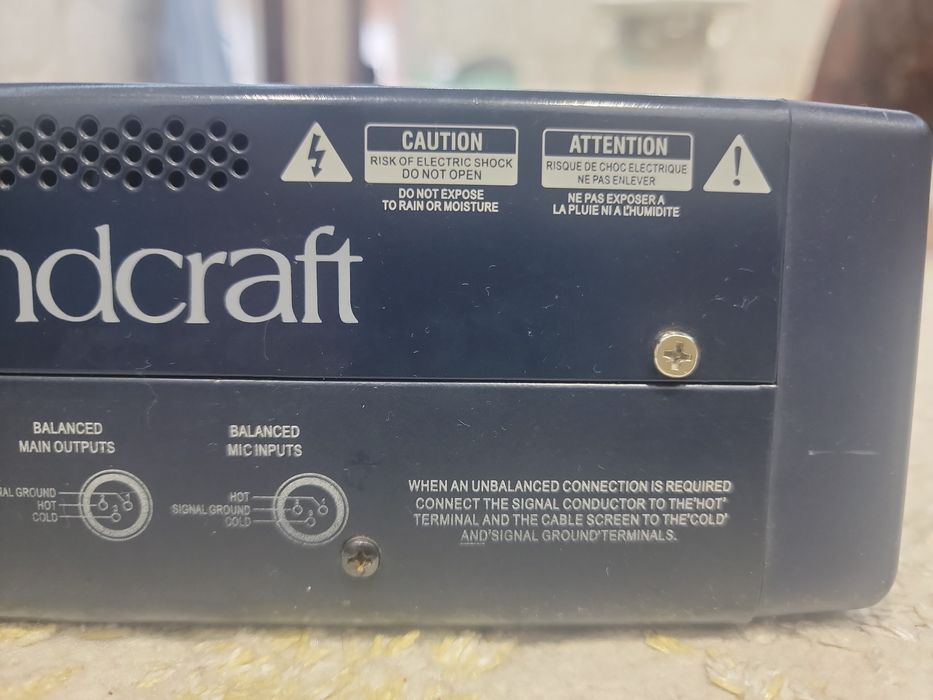 CAUTION
RISK OF ELECTRIC SHOCK
DO NOT OPEN
DO NOT EXPOSE
TO RAIN OR MOISTURE
ATTENTION
RISQUE DE CHOC ELECTRIQUE
NE PAS ENLEVER
NE PAS EXPOSER A
LA PLUIE NI A L'HUMIDITE
ndcraft
BALANCED
MAIN OUTPUTS
NAL GROUND
HOT
COLD
BALANCED
MIC INPUTS
HOT
SIGNAL GROUND
COLD
WHEN AN UNBALANCED CONNECTION IS REQUIRED
CONNECT THE SIGNAL CONDUCTOR TO THE'HOT'
TERMINAL AND THE CABLE SCREEN TO THE'COLD'
AND'SIGNAL GROUND'TERMINALS.